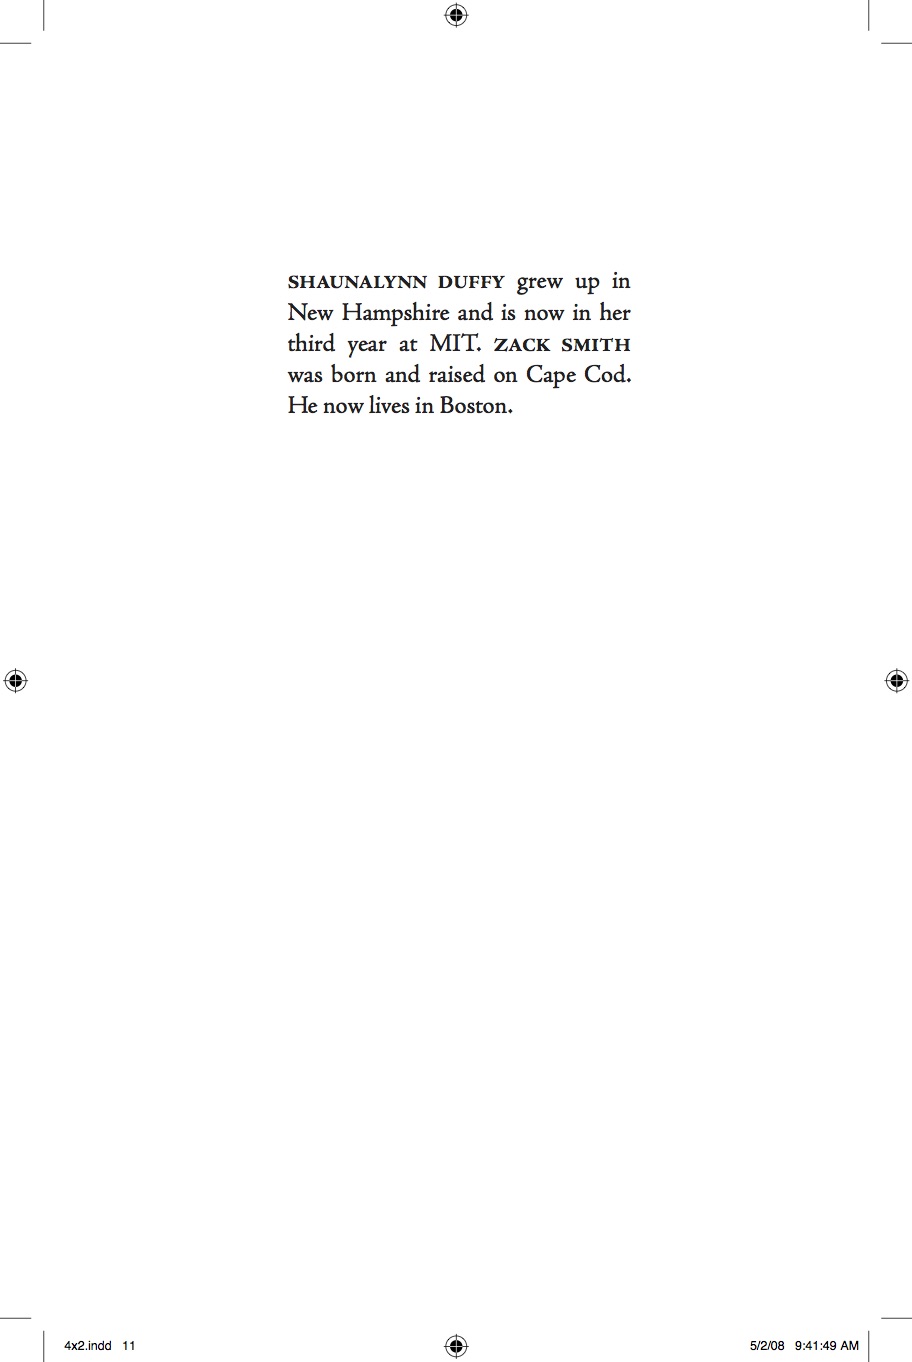 SHAUNALYNN DUFFY grew up in
New Hampshire and is now in her
third year at MIT. ZACK SMITH
was born and raised on Cape Cod.
He now lives in Boston.
4x2.indd 11
5/2/08 9:41:49 AM